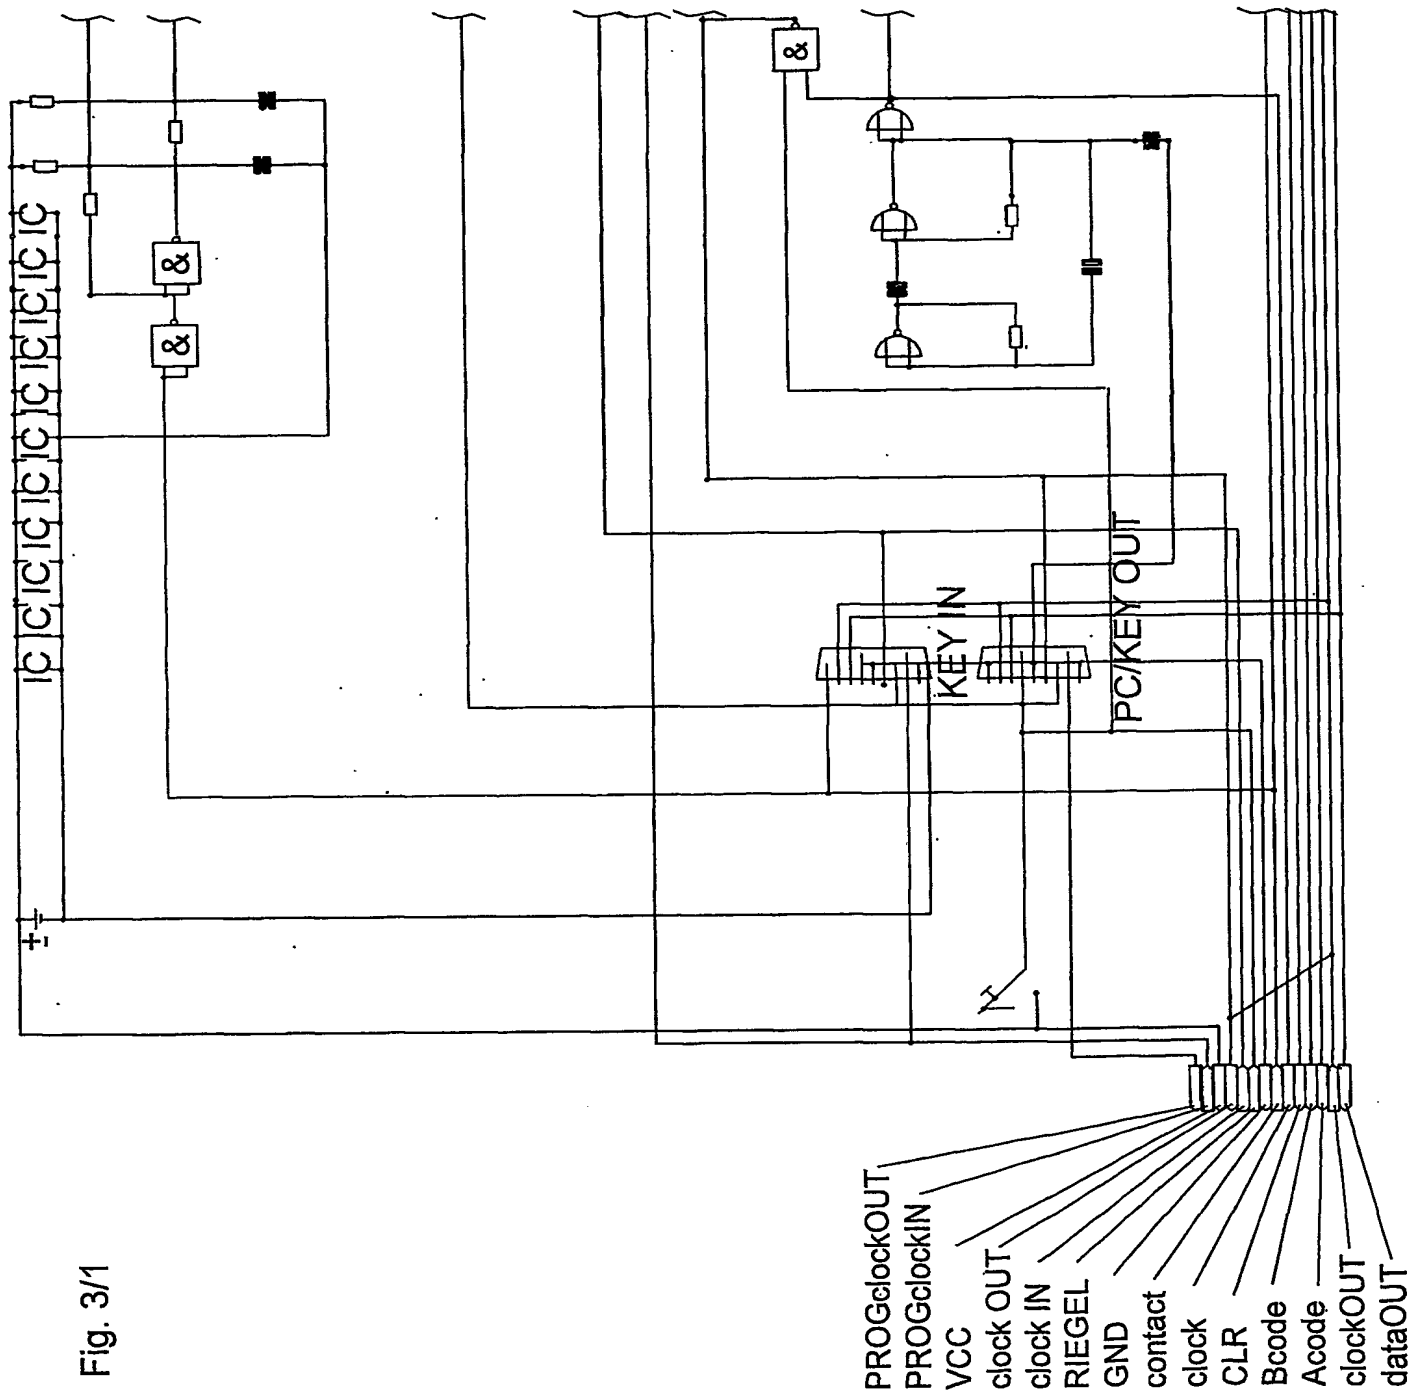 Fig. 3/1
IC IC IC IC IC IC IC IC IC IC IC
+
-
&
&
&
KEY IN
PC/KEY OUT
PROGclockOUT
PROGclockIN
VCC
clock OUT
clock IN
RIEGEL
GND
contact
clock
CLR
Bcode
Acode
clockOUT
dataOUT